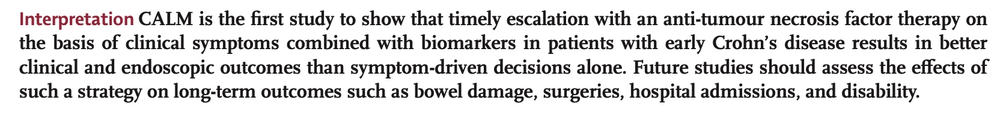 Interpretation CALM is the first study to show that timely escalation with an anti-tumour necrosis factor therapy on
the basis of clinical symptoms combined with biomarkers in patients with early Crohn’s disease results in better
clinical and endoscopic outcomes than symptom-driven decisions alone. Future studies should assess the effects of
such a strategy on long-term outcomes such as bowel damage, surgeries, hospital admissions, and disability.